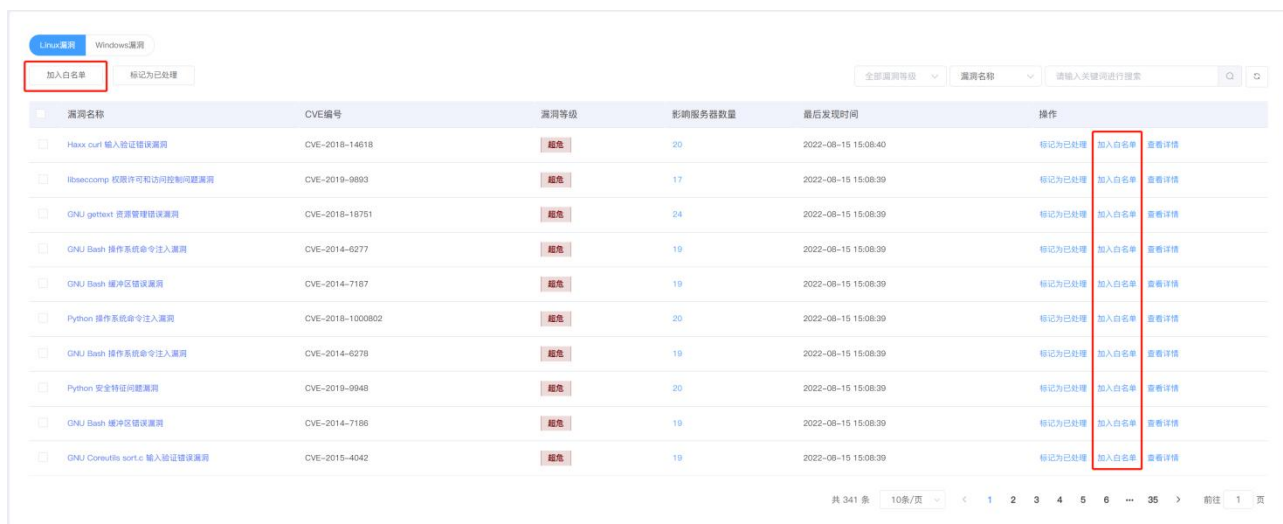 Linux漏洞 Windows漏洞
加入白名单 标记为已处理 全部漏洞等级 漏洞名称 请输入关键词进行搜索
漏洞名称 CVE编号 漏洞等级 影响服务器数量 最后发现时间 操作
Haxx curl 输入验证错误漏洞 CVE-2018-14618 超危 20 2022-08-15 15:08:40 标记为已处理 加入白名单 查看详情
libseccomp 权限许可和访问控制问题漏洞 CVE-2019-9893 超危 17 2022-08-15 15:08:39 标记为已处理 加入白名单 查看详情
GNU gettext 资源管理错误漏洞 CVE-2018-18751 超危 24 2022-08-15 15:08:39 标记为已处理 加入白名单 查看详情
GNU Bash 操作系统命令注入漏洞 CVE-2014-6277 超危 19 2022-08-15 15:08:39 标记为已处理 加入白名单 查看详情
GNU Bash 缓冲区错误漏洞 CVE-2014-7187 超危 19 2022-08-15 15:08:39 标记为已处理 加入白名单 查看详情
Python 操作系统命令注入漏洞 CVE-2018-1000802 超危 20 2022-08-15 15:08:39 标记为已处理 加入白名单 查看详情
GNU Bash 操作系统命令注入漏洞 CVE-2014-6278 超危 19 2022-08-15 15:08:39 标记为已处理 加入白名单 查看详情
Python 安全特征问题漏洞 CVE-2019-9948 超危 20 2022-08-15 15:08:39 标记为已处理 加入白名单 查看详情
GNU Bash 缓冲区错误漏洞 CVE-2014-7186 超危 19 2022-08-15 15:08:39 标记为已处理 加入白名单 查看详情
GNU Coreutils sort.c 输入验证错误漏洞 CVE-2015-4042 超危 19 2022-08-15 15:08:39 标记为已处理 加入白名单 查看详情
共 341 条 10条/页 < 1 2 3 4 5 6 ··· 35 > 前往 1 页